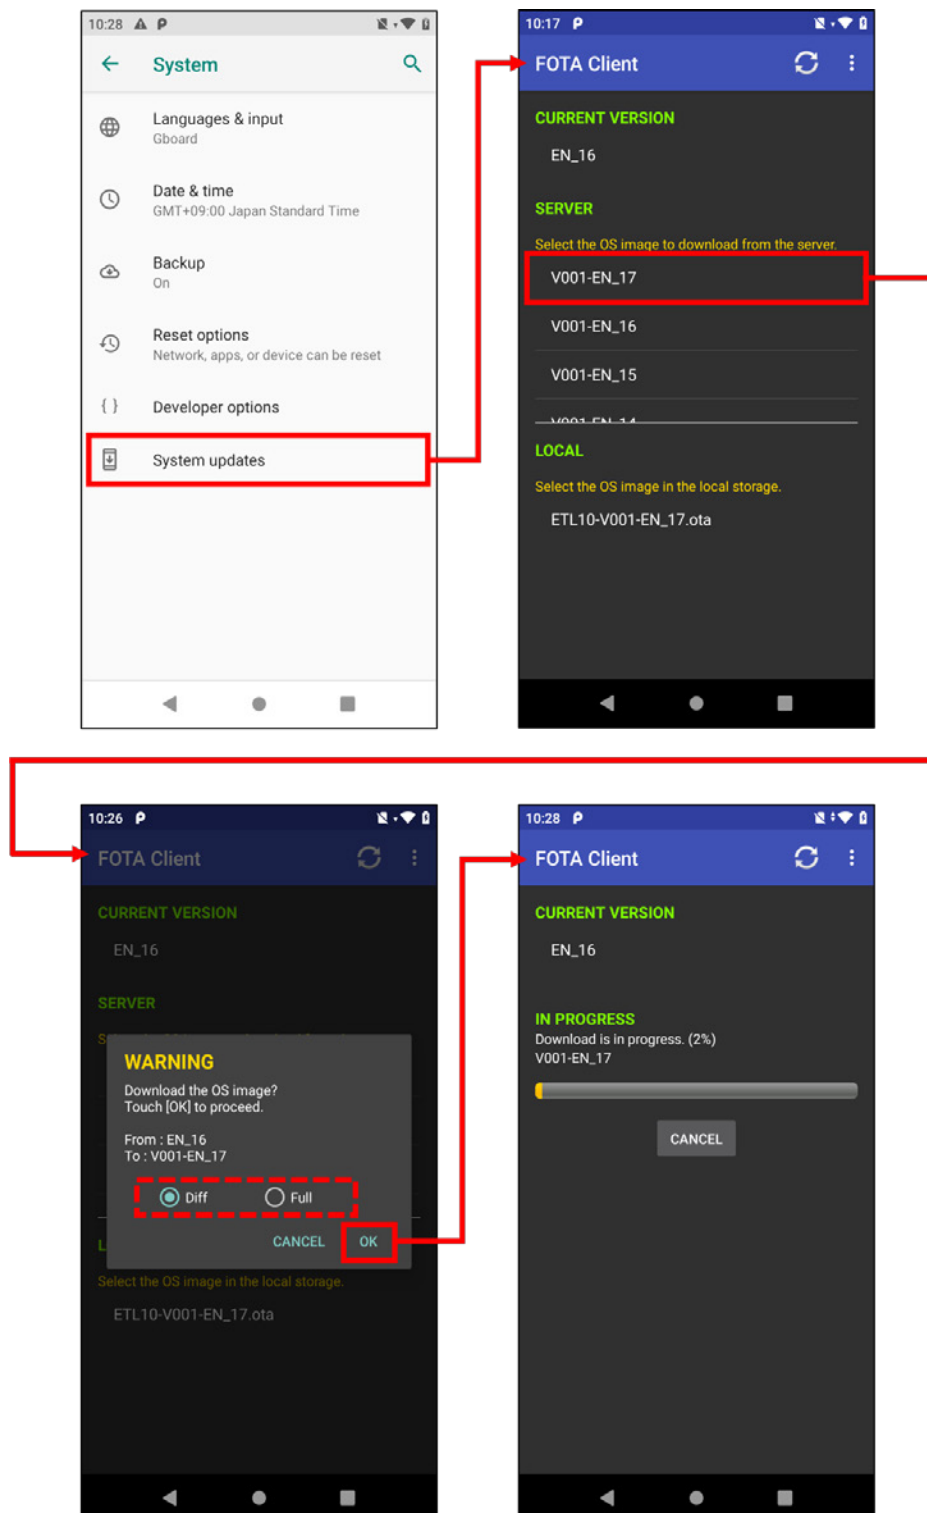 10:28
System
Languages & input
Gboard
Date & time
GMT+09:00 Japan Standard Time
Backup
On
Reset options
Network, apps, or device can be reset
{ } Developer options
System updates
10:17
FOTA Client
CURRENT VERSION
EN_16
SERVER
Select the OS image to download from the server.
V001-EN_17
V001-EN_16
V001-EN_15
V001-EN_14
LOCAL
Select the OS image in the local storage.
ETL10-V001-EN_17.ota
10:26
FOTA Client
CURRENT VERSION
EN_16
SERVER
S
WARNING
Download the OS image?
Touch [OK] to proceed.
From : EN_16
To : V001-EN_17
Diff Full
CANCEL OK
L
Select the OS image in the local storage.
ETL10-V001-EN_17.ota
10:28
FOTA Client
CURRENT VERSION
EN_16
IN PROGRESS
Download is in progress. (2%)
V001-EN_17
CANCEL